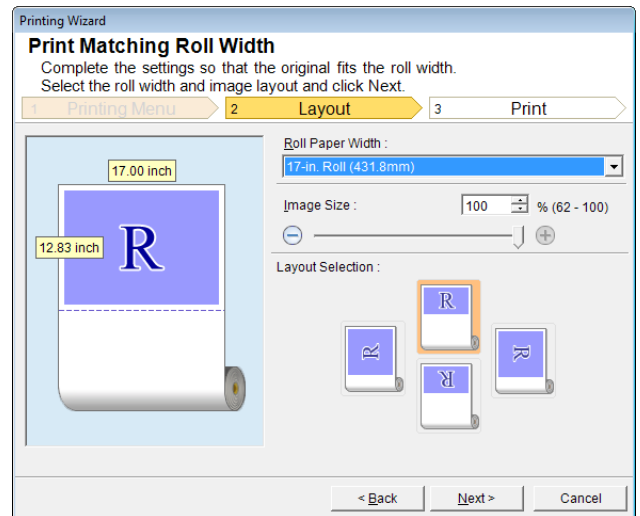 Printing Wizard
Print Matching Roll Width
Complete the settings so that the original fits the roll width.
Select the roll width and image layout and click Next.
1 Printing Menu 2 Layout 3 Print
Roll Paper Width :
17-in. Roll (431.8mm)
17.00 inch
12.83 inch
R
Image Size : 100 % (62 - 100)
Layout Selection :
R
R
R
R
< Back Next > Cancel